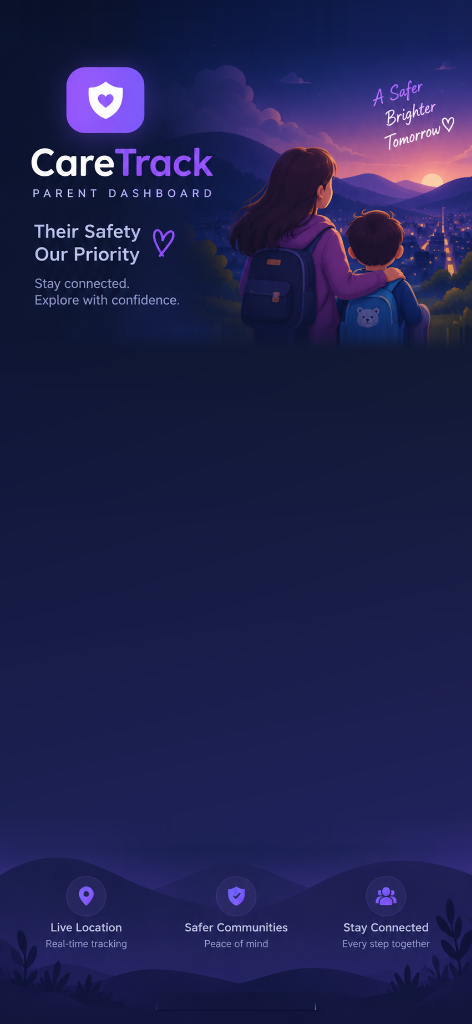 CareTrack
PARENT DASHBOARD
Their Safety
Our Priority
Stay connected.
Explore with confidence.
A Safer
Brighter
Tomorrow♡
Live Location
Real-time tracking
Safer Communities
Peace of mind
Stay Connected
Every step together